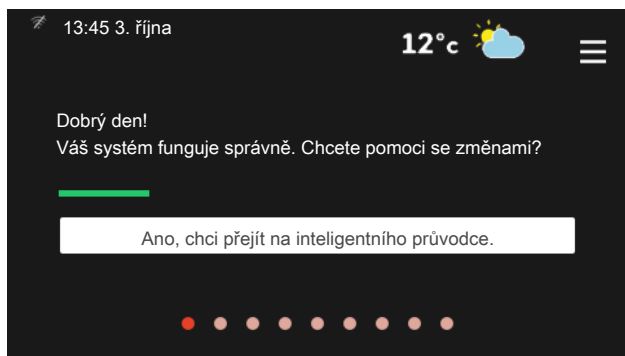 13:45 3. října
12°c
Dobrý den!
Váš systém funguje správně. Chcete pomoci se změnami?
Ano, chci přejít na inteligentního průvodce.